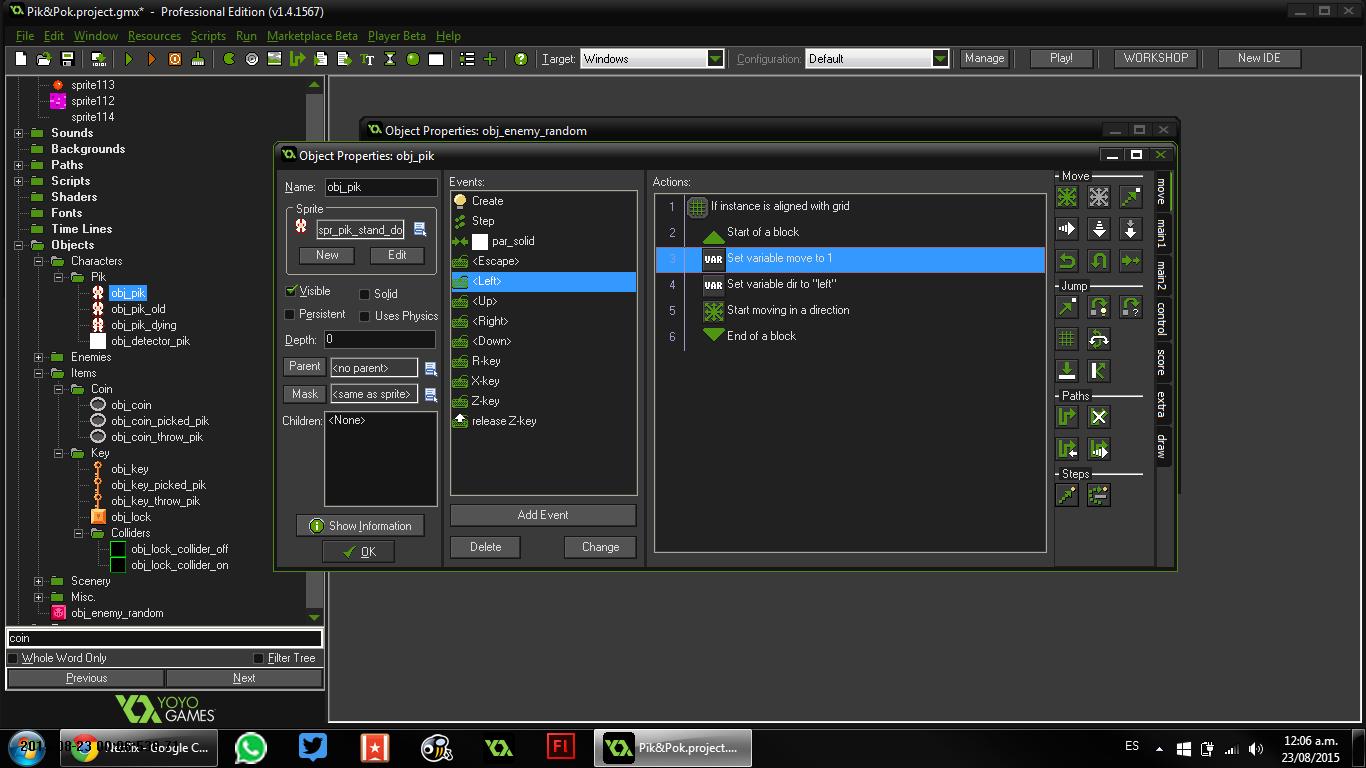 Pik&Pok.project.gmx* - Professional Edition (v1.4.1567)
File Edit Window Resources Scripts Run Marketplace Beta Player Beta Help
Target: Windows Configuration: Default Manage Play! WORKSHOP New IDE
sprite113
sprite112
sprite114
Sounds
Backgrounds
Paths
Scripts
Shaders
Fonts
Time Lines
Objects
Characters
Pik
obj_pik
obj_pik_old
obj_pik_dying
obj_detector_pik
Enemies
Items
Coin
obj_coin
obj_coin_picked_pik
obj_coin_throw_pik
Key
obj_key
obj_key_picked_pik
obj_key_throw_pik
obj_lock
Colliders
obj_lock_collider_off
obj_lock_collider_on
Scenery
Misc.
obj_enemy_random
coin
Whole Word Only Filter Tree
Previous Next
YOYO
GAMES
Object Properties: obj_enemy_random
Object Properties: obj_pik
Name: obj_pik
Sprite
spr_pik_stand_do
New Edit
Visible Solid
Persistent Uses Physics
Depth: 0
Parent <no parent>
Mask <same as sprite>
Children: <None>
Show Information
OK
Events:
Create
Step
par_solid
<Escape>
<Left>
<Up>
<Right>
<Down>
R-key
X-key
Z-key
release Z-key
Add Event
Delete Change
Actions:
1 If instance is aligned with grid
2 Start of a block
3 VAR Set variable move to 1
4 VAR Set variable dir to "left"
5 Start moving in a direction
6 End of a block
Move
Jump
Paths
Steps
move
main1
main2
control
score
extra
draw
Netflix - Google C...
Fl
Pik&Pok.project....
ES
12:06 a.m.
23/08/2015